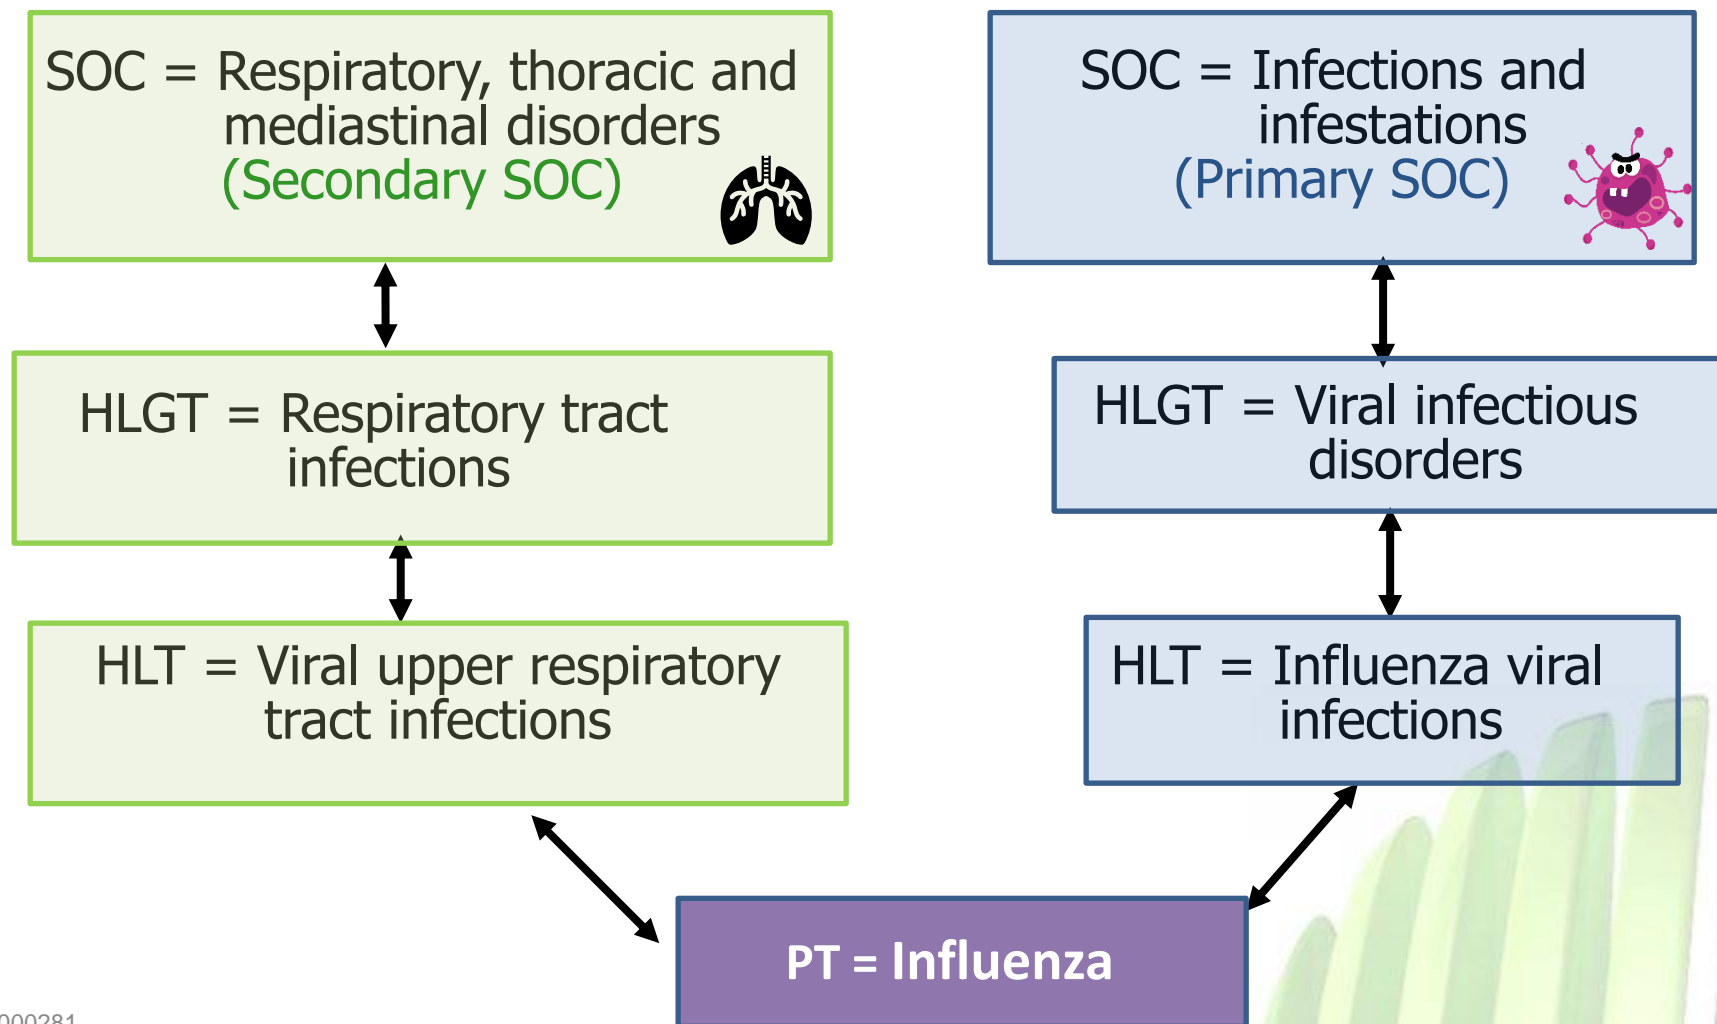 SOC = Respiratory, thoracic and
mediastinal disorders
(Secondary SOC)
SOC = Infections and
infestations
(Primary SOC)
HLGT = Respiratory tract
infections
HLGT = Viral infectious
disorders
HLT = Viral upper respiratory
tract infections
HLT = Influenza viral
infections
PT = Influenza